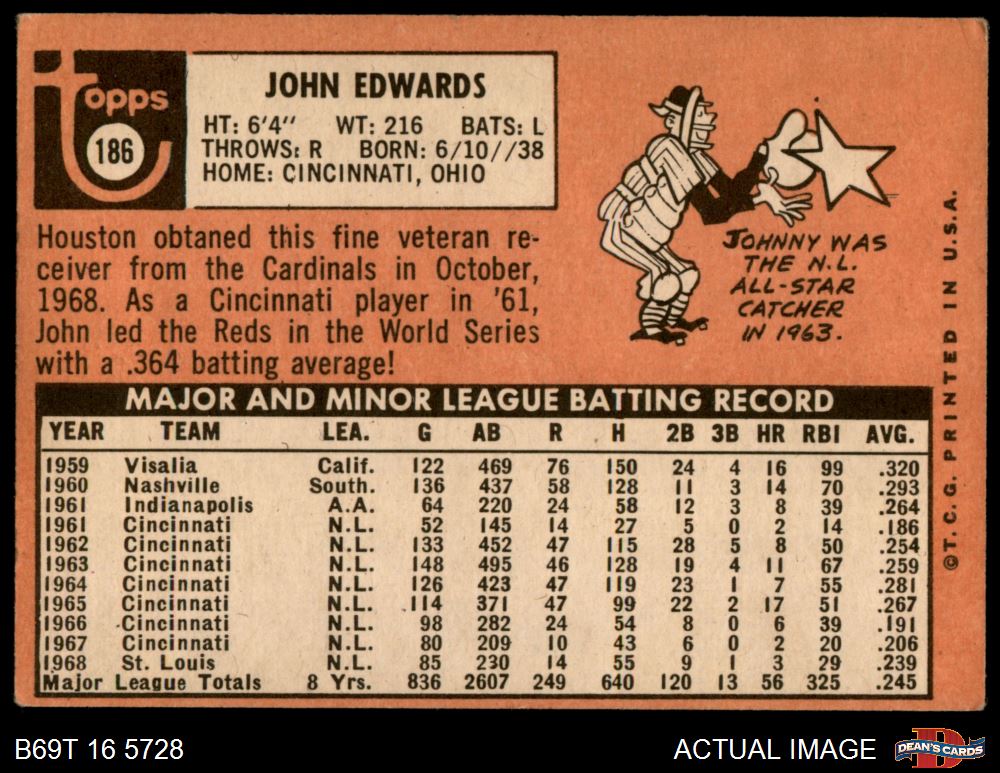 topps
186
JOHN EDWARDS
HT: 6'4" WT: 216 BATS: L
THROWS: R BORN: 6/10//38
HOME: CINCINNATI, OHIO
Houston obtaned this fine veteran re-
ceiver from the Cardinals in October,
1968. As a Cincinnati player in '61,
John led the Reds in the World Series
with a .364 batting average!
JOHNNY WAS
THE N.L.
ALL-STAR
CATCHER
IN 1963.
MAJOR AND MINOR LEAGUE BATTING RECORD
YEAR TEAM LEA. G AB R H 2B 3B HR RBI AVG.
1959 Visalia Calif. 122 469 76 150 24 4 16 99 .320
1960 Nashville South. 136 437 58 128 11 3 14 70 .293
1961 Indianapolis A.A. 64 220 24 58 12 3 8 39 .264
1961 Cincinnati N.L. 52 145 14 27 5 0 2 14 .186
1962 Cincinnati N.L. 133 452 47 115 28 5 8 50 .254
1963 Cincinnati N.L. 148 495 46 128 19 4 11 67 .259
1964 Cincinnati N.L. 126 423 47 119 23 1 7 55 .281
1965 Cincinnati N.L. 114 371 47 99 22 2 17 51 .267
1966 Cincinnati N.L. 98 282 24 54 8 0 6 39 .191
1967 Cincinnati N.L. 80 209 10 43 6 0 2 20 .206
1968 St. Louis N.L. 85 230 14 55 9 1 3 29 .239
Major League Totals 8 Yrs. 836 2607 249 640 120 13 56 325 .245
©T.C.G. PRINTED IN U.S.A.
B69T 16 5728
ACTUAL IMAGE
D
DEAN'S CARDS